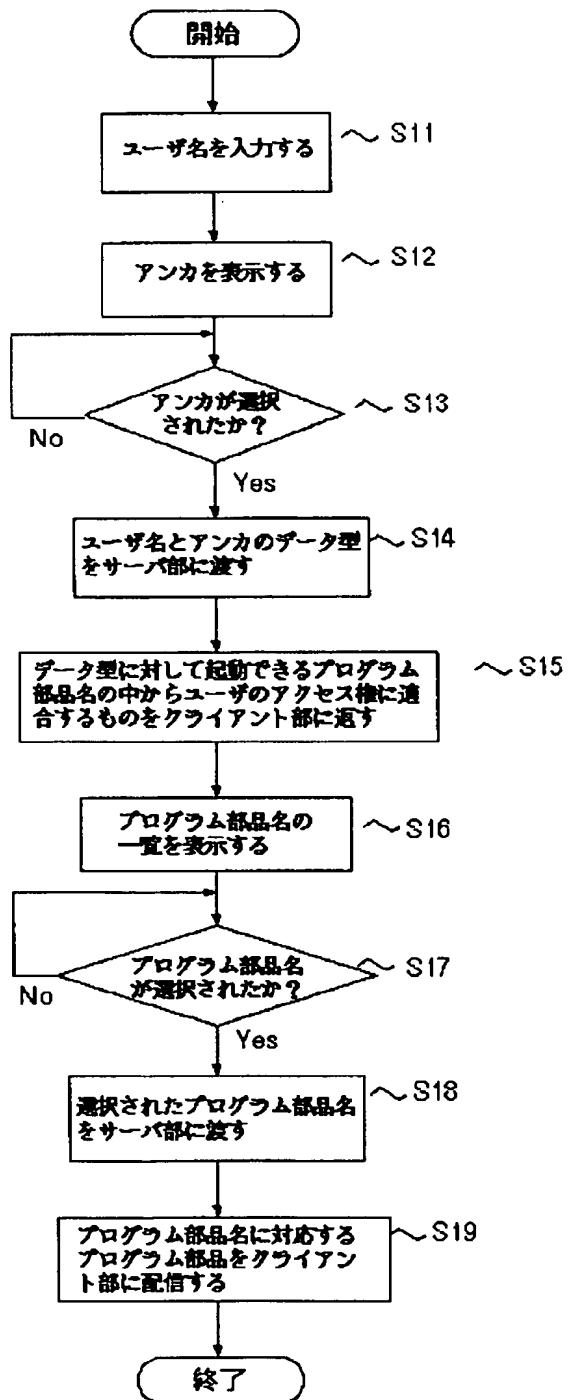 開始
ユーザ名を入力する
S11
アンカを表示する
S12
アンカが選択
されたか？
S13
No
Yes
ユーザ名とアンカのデータ型
をサーバ部に渡す
S14
データ型に対して起動できるプログラム
部品名の中からユーザのアクセス権に適
合するものをクライアント部に返す
S15
プログラム部品名の
一覧を表示する
S16
プログラム部品名
が選択されたか？
S17
No
Yes
選択されたプログラム部品名
をサーバ部に渡す
S18
プログラム部品名に対応する
プログラム部品をクライアン
ト部に配信する
S19
終了